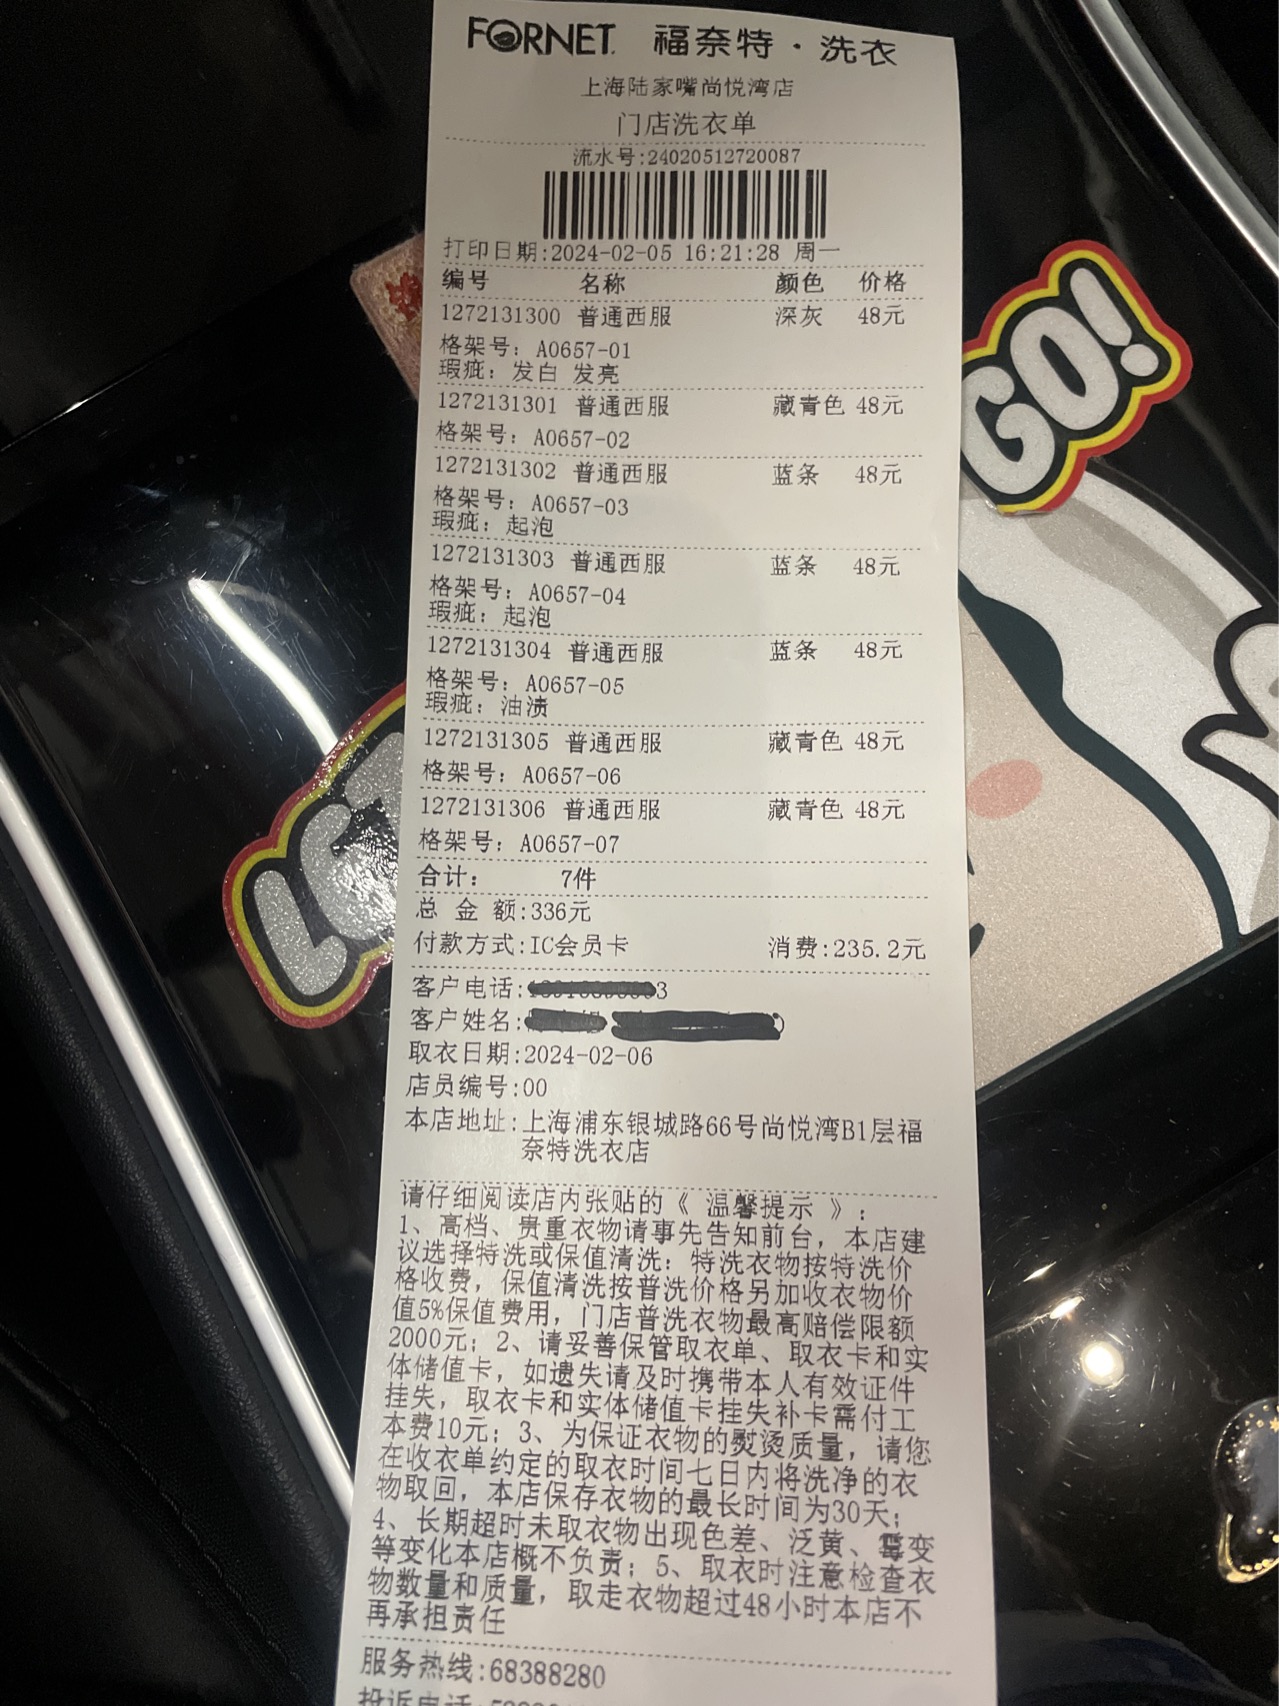 FORNET. 福奈特·洗衣
上海陆家嘴尚悦湾店
门店洗衣单
流水号:24020512720087
打印日期:2024-02-05 16:21:28 周一
编号 名称 颜色 价格
1272131300 普通西服 深灰 48元
格架号: A0657-01
瑕疵: 发白 发亮
1272131301 普通西服 藏青色 48元
格架号: A0657-02
1272131302 普通西服 蓝条 48元
格架号: A0657-03
瑕疵: 起泡
1272131303 普通西服 蓝条 48元
格架号: A0657-04
瑕疵: 起泡
1272131304 普通西服 蓝条 48元
格架号: A0657-05
瑕疵: 油渍
1272131305 普通西服 藏青色 48元
格架号: A0657-06
1272131306 普通西服 藏青色 48元
格架号: A0657-07
合计: 7件
总 金 额:336元
付款方式:IC会员卡 消费:235.2元
客户电话: 3
客户姓名:
取衣日期:2024-02-06
店员编号:00
本店地址:上海浦东银城路66号尚悦湾B1层福
奈特洗衣店
请仔细阅读店内张贴的《 温馨提示 》:
1、高档、贵重衣物请事先告知前台，本店建
议选择特洗或保值清洗: 特洗衣物按特洗价
格收费，保值清洗按普洗价格另加收衣物价
值5%保值费用，门店普洗衣物最高赔偿限额
2000元; 2、请妥善保管取衣单、取衣卡和实
体储值卡，如遗失请及时携带本人有效证件
挂失，取衣卡和实体储值卡挂失补卡需付工
本费10元; 3、为保证衣物的熨烫质量，请您
在收衣单约定的取衣时间七日内将洗净的衣
物取回，本店保存衣物的最长时间为30天;
4、长期超时未取衣物出现色差、泛黄、霉变
等变化本店概不负责; 5、取衣时注意检查衣
物数量和质量，取走衣物超过48小时本店不
再承担责任
服务热线:68388280
投诉电话:
GO!